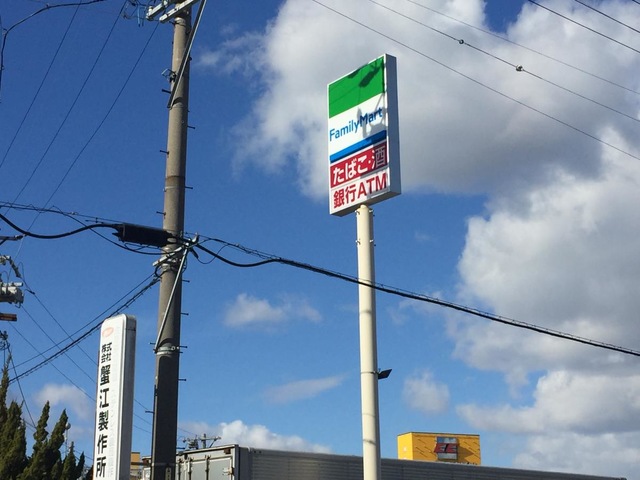 FamilyMart
たばこ・酒
銀行ATM
株式
会社
蟹江製作所